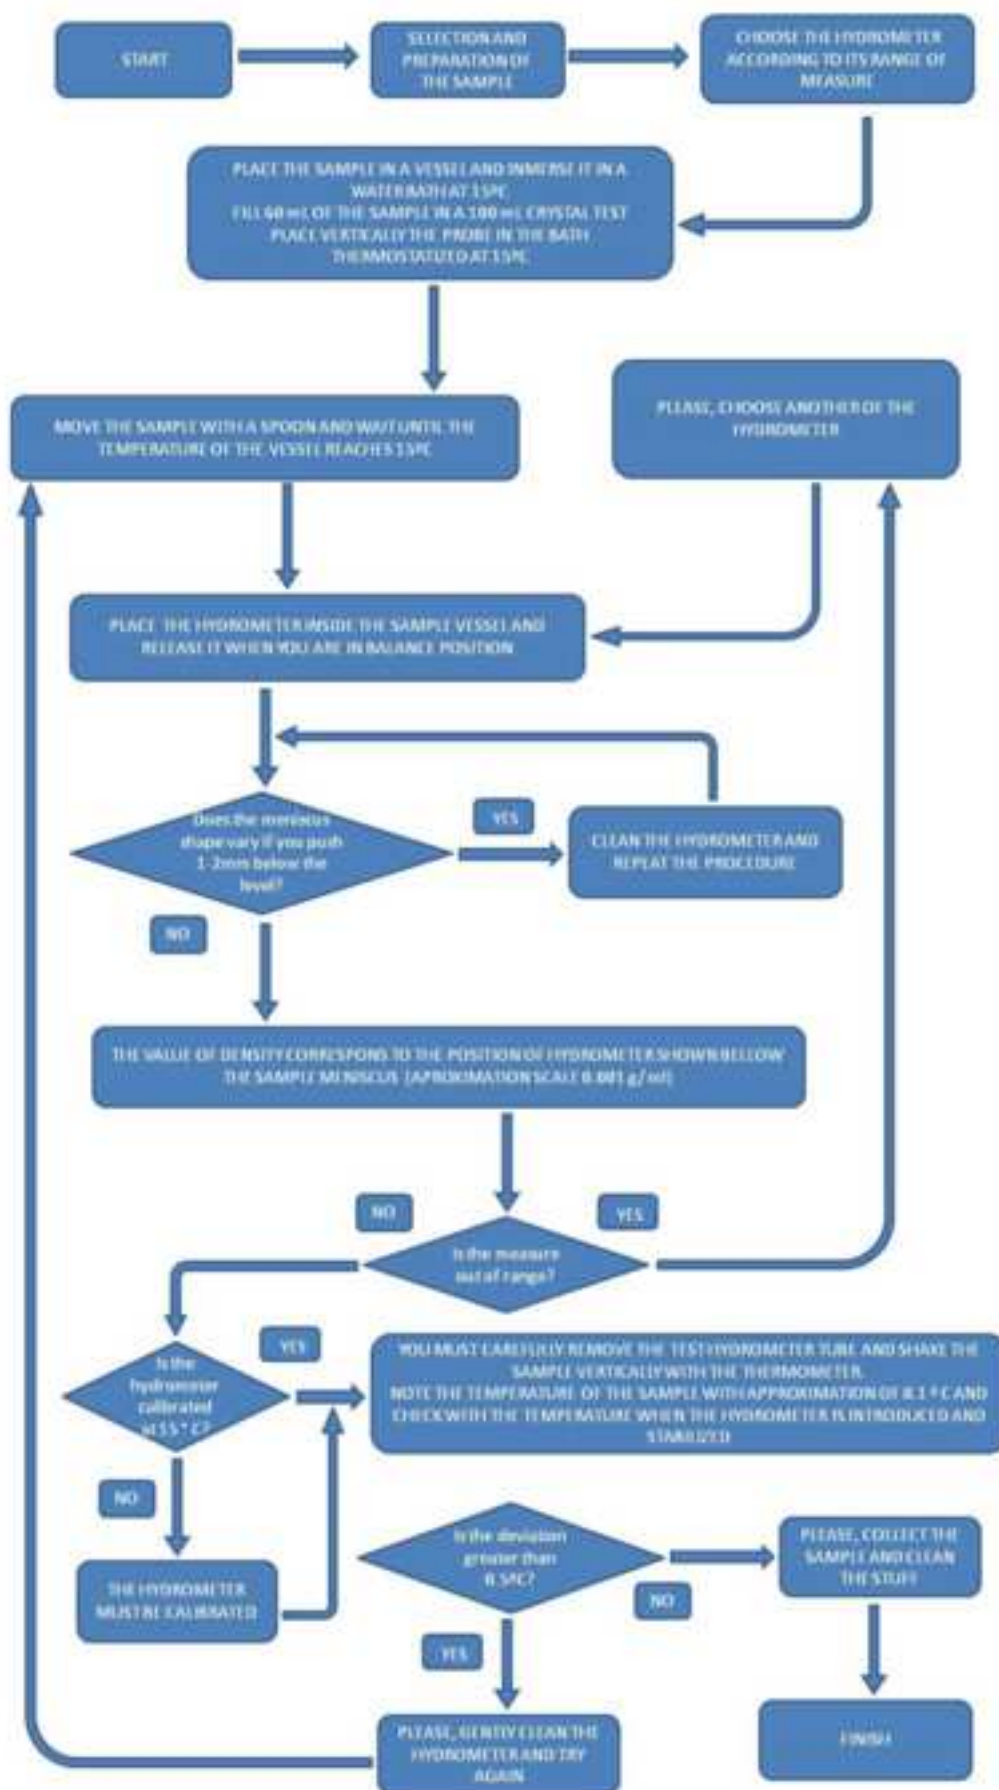 START
SELECTION AND
PREPARATION OF
THE SAMPLE
CHOOSE THE HYDROMETER
ACCORDING TO ITS RANGE OF
MEASURE
PLACE THE SAMPLE IN A VESSEL AND INMERSE IT IN A
WATER BATH AT 15ºC
FILL 60 mL OF THE SAMPLE IN A 100 mL CRYSTAL TEST
PLACE VERTICALLY THE PROBE IN THE BATH
THERMOSTATIZED AT 15ºC
MOVE THE SAMPLE WITH A SPOON AND WAIT UNTIL THE
TEMPERATURE OF THE VESSEL REACHES 15ºC
PLEASE, CHOOSE ANOTHER OF THE
HYDROMETER
PLACE THE HYDROMETER INSIDE THE SAMPLE VESSEL AND
RELEASE IT WHEN YOU ARE IN BALANCE POSITION
Does the meniscus
shape vary if you push
1-2mm below the
level?
YES
CLEAN THE HYDROMETER AND
REPEAT THE PROCEDURE
NO
THE VALUE OF DENSITY CORRESPONS TO THE POSITION OF HYDROMETER SHOWN BELLOW
THE SAMPLE MENISCUS (APROXIMATION SCALE 0.001 g/ml)
NO
YES
Is the measure
out of range?
Is the
hydrometer
calibrated
at 15 º C?
YES
YOU MUST CAREFULLY REMOVE THE TEST HYDROMETER TUBE AND SHAKE THE
SAMPLE VERTICALLY WITH THE THERMOMETER.
NOTE THE TEMPERATURE OF THE SAMPLE WITH APPROXIMATION OF 0.1 º C AND
CHECK WITH THE TEMPERATURE WHEN THE HYDROMETER IS INTRODUCED AND
STABILIZED
NO
THE HYDROMETER
MUST BE CALIBRATED
Is the deviation
greater than
0.5ºC?
NO
PLEASE, COLLECT THE
SAMPLE AND CLEAN
THE STUFF
YES
PLEASE, GENTLY CLEAN THE
HYDROMETER AND TRY
AGAIN
FINISH